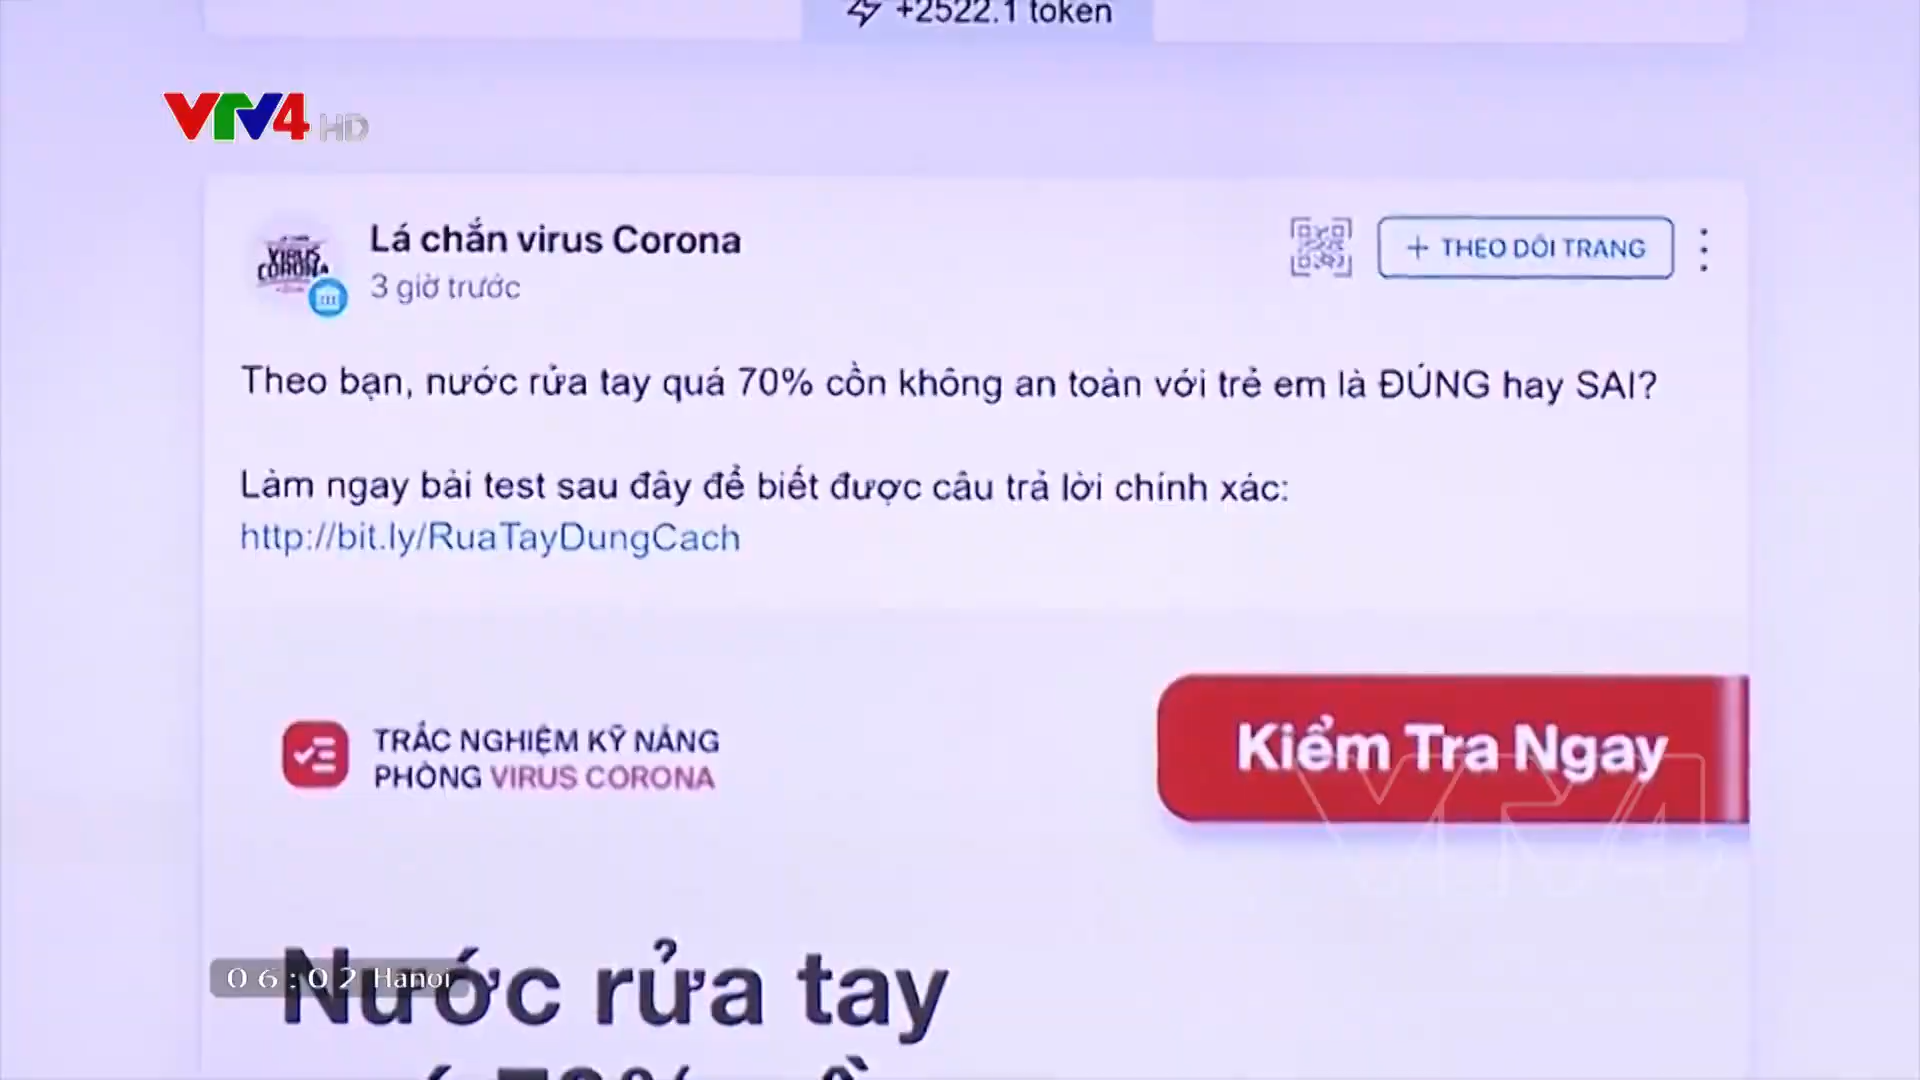 +2522.1 token
VTV4 HD
VIRUS
CORONA
Lá chắn virus Corona
3 giờ trước
+ THEO DÕI TRANG
Theo bạn, nước rửa tay quá 70% cồn không an toàn với trẻ em là ĐÚNG hay SAI?
Làm ngay bài test sau đây để biết được câu trả lời chính xác:
http://bit.ly/RuaTayDungCach
TRẮC NGHIỆM KỸ NĂNG
PHÒNG VIRUS CORONA
Kiểm Tra Ngay
VTV4
Nước rửa tay
06:02 Hanoi